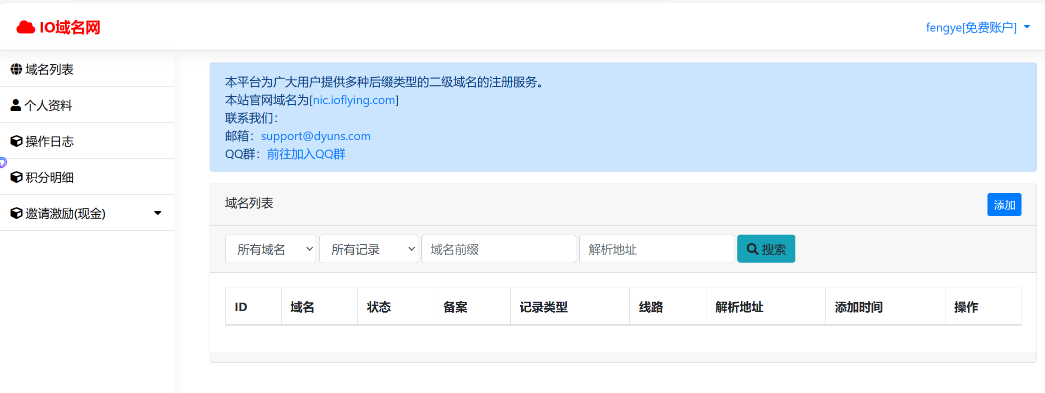 IO域名网
fengye[免费账户]
域名列表
个人资料
操作日志
积分明细
邀请激励(现金)
本平台为广大用户提供多种后缀类型的二级域名的注册服务。
本站官网域名为[nic.ioflying.com]
联系我们：
邮箱：support@dyuns.com
QQ群：前往加入QQ群
域名列表 添加
所有域名 所有记录 域名前缀 解析地址 搜索
ID 域名 状态 备案 记录类型 线路 解析地址 添加时间 操作